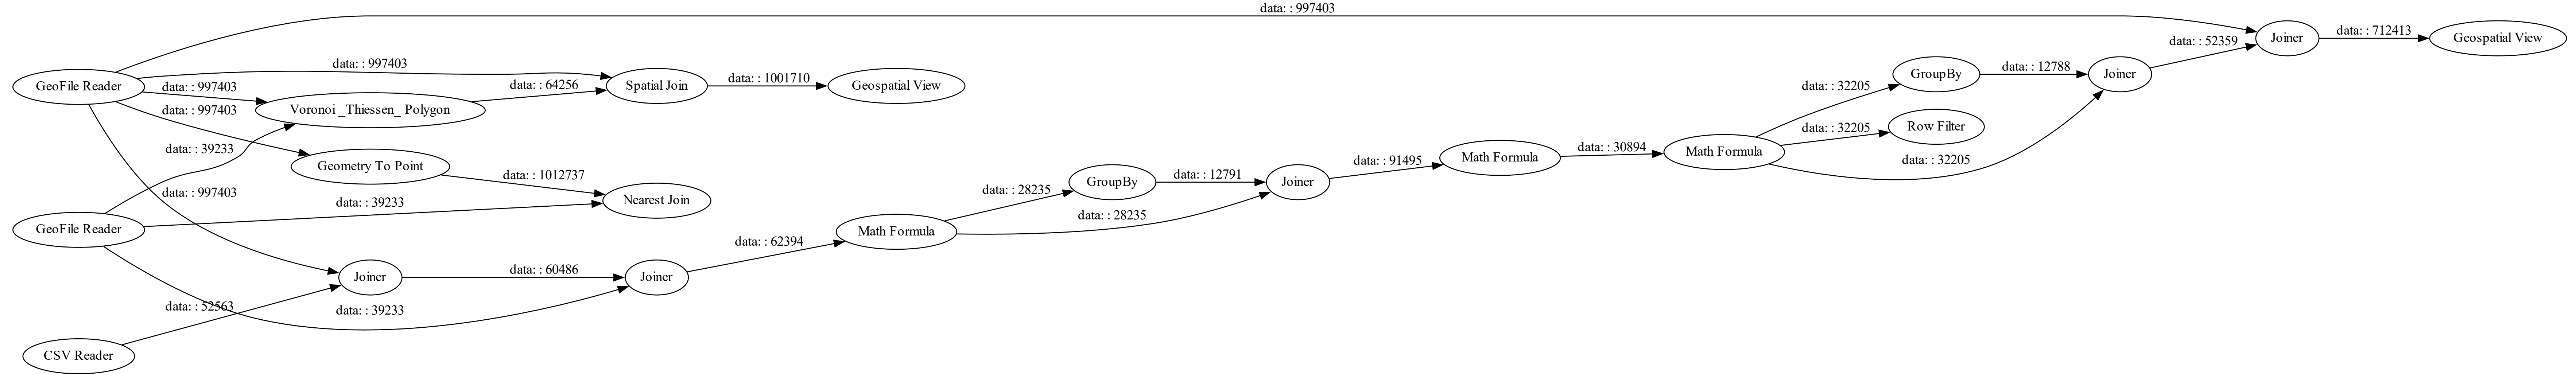 data: : 997403
Joiner
data: : 712413
Geospatial View
data: : 52359
GeoFile Reader
data: : 997403
data: : 997403
data: : 64256
Spatial Join
data: : 1001710
Geospatial View
GroupBy
data: : 12788
Joiner
data: : 32205
Voronoi _Thiessen_ Polygon
data: : 997403
data: : 39233
Row Filter
data: : 32205
Geometry To Point
data: : 1012737
Math Formula
data: : 30894
Math Formula
data: : 91495
data: : 32205
GroupBy
data: : 12791
Joiner
data: : 28235
data: : 997403
Nearest Join
data: : 39233
data: : 28235
GeoFile Reader
Math Formula
data: : 62394
Joiner
data: : 60486
Joiner
data: : 52563
data: : 39233
CSV Reader